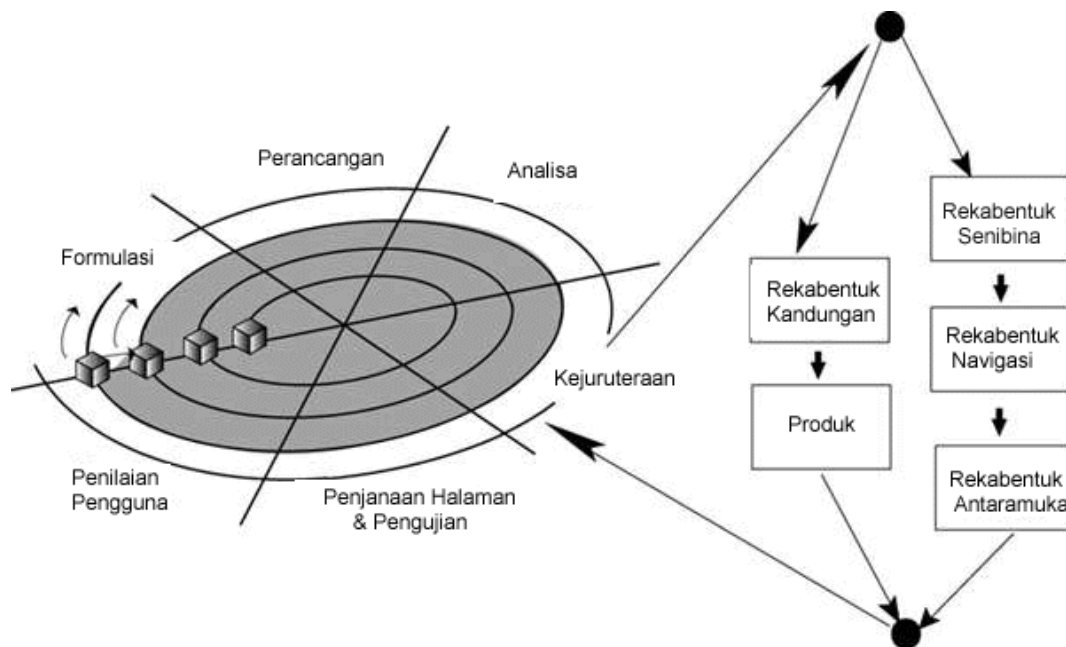 Perancangan
Analisa
Formulasi
Kejuruteraan
Penjanaan Halaman
& Pengujian
Penilaian
Pengguna
Rekabentuk
Kandungan
Produk
Rekabentuk
Senibina
Rekabentuk
Navigasi
Rekabentuk
Antaramuka